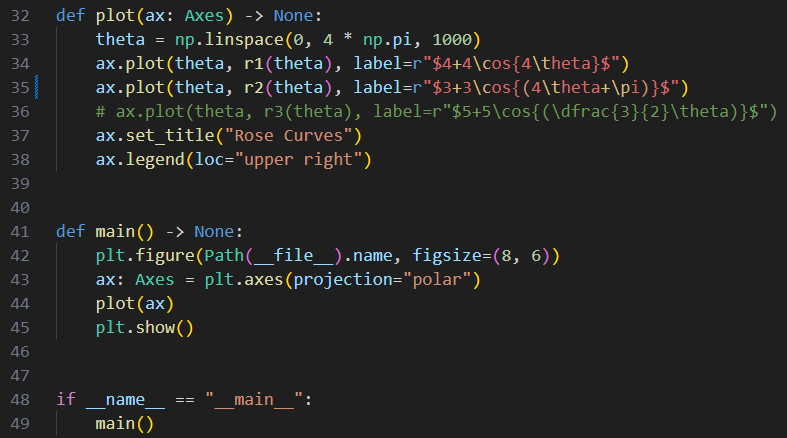 32 def plot(ax: Axes) -> None:
33     theta = np.linspace(0, 4 * np.pi, 1000)
34     ax.plot(theta, r1(theta), label=r"$4+4\cos{4\theta}$")
35     ax.plot(theta, r2(theta), label=r"$3+3\cos{(4\theta+\pi)}$")
36     # ax.plot(theta, r3(theta), label=r"$5+5\cos{(\dfrac{3}{2}\theta)}$")
37     ax.set_title("Rose Curves")
38     ax.legend(loc="upper right")
39
40
41 def main() -> None:
42     plt.figure(Path(__file__).name, figsize=(8, 6))
43     ax: Axes = plt.axes(projection="polar")
44     plot(ax)
45     plt.show()
46
47
48 if __name__ == "__main__":
49     main()